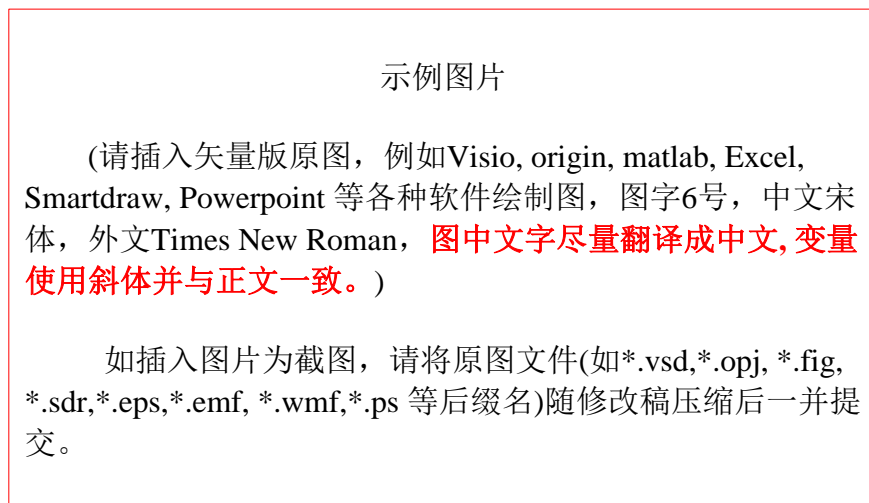 示例图片
(请插入矢量版原图，例如Visio, origin, matlab, Excel,
Smartdraw, Powerpoint 等各种软件绘制图，图字6号，中文宋
体，外文Times New Roman，图中文字尽量翻译成中文, 变量
使用斜体并与正文一致。)
如插入图片为截图，请将原图文件(如*.vsd,*.opj, *.fig,
*.sdr,*.eps,*.emf, *.wmf,*.ps 等后缀名)随修改稿压缩后一并提
交。